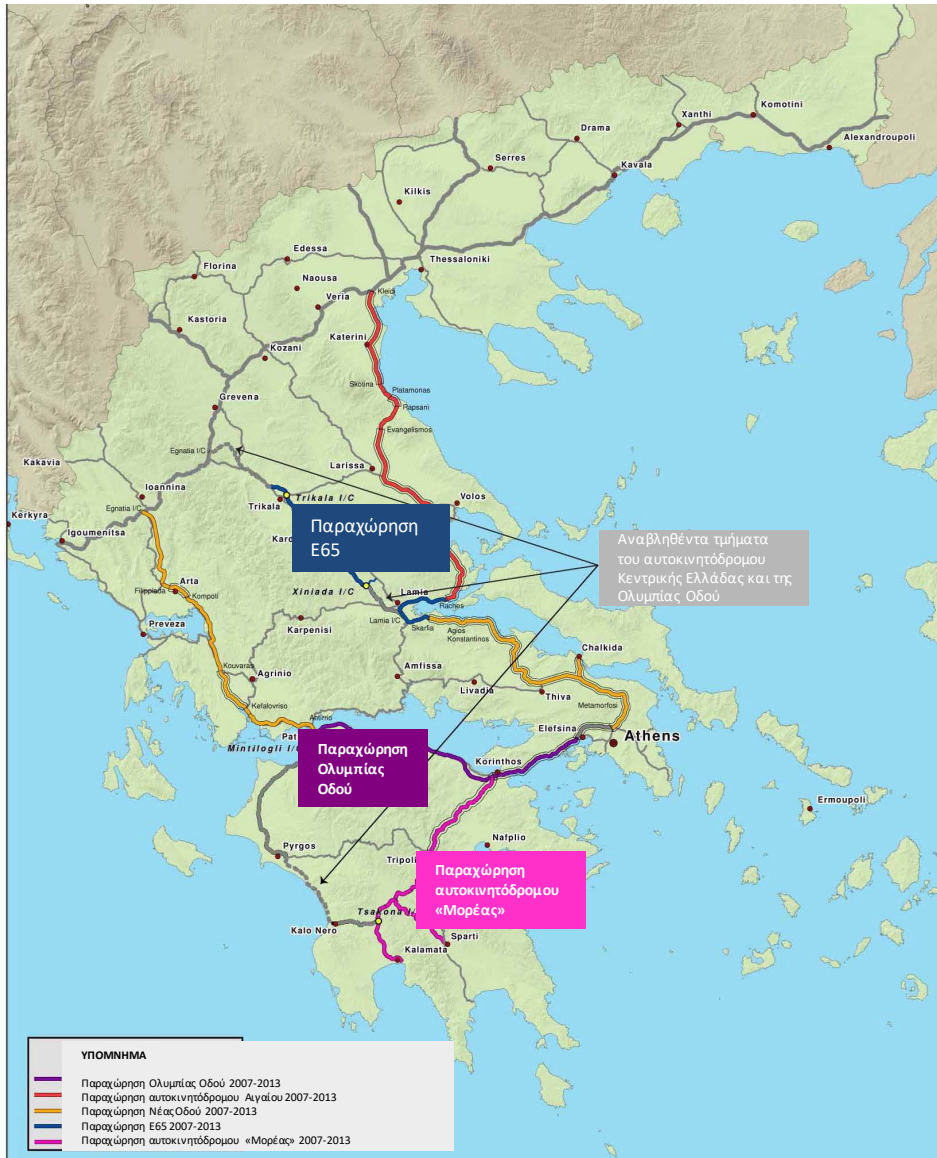 Komotini
Xanthi
Drama
Alexandroupoli
Serres
Kavala
Kilkis
Edessa
Thessaloniki
Florina
Naousa
Kleidi
Veria
Kastoria
Katerini
Kozani
Skotina
Platamonas
Grevena
Rapsani
Evangelismos
Egnatia I/C
Kakavia
Larissa
Ioannina
Trikala I/C
Volos
Trikala
Egnatia I/C
Kerkyra
Παραχώρηση
E65
Igoumenitsa
Αναβληθέντα τμήματα
του αυτοκινητόδρομου
Κεντρικής Ελλάδας και της
Ολυμπίας Οδού
Arta
Xiniada I/C
Filippiada
Kompoti
Lamia
Raches
Preveza
Karpenisi
Lamia I/C
Skarfia
Agios
Konstantinos
Chalkida
Kouvaras
Agrinio
Amfissa
Livadia
Thiva
Kefalovriso
Metamorfosi
Antirrio
Elefsina
Athens
Mintilogli
Παραχώρηση
Ολυμπίας
Οδού
Korinthos
Ermoupoli
Pyrgos
Nafplio
Tripoli
Παραχώρηση
αυτοκινητόδρομου
«Μορέας»
Tsakona
Kalo Nero
Sparti
Kalamata
ΥΠΟΜΝΗΜΑ
Παραχώρηση Ολυμπίας Οδού 2007-2013
Παραχώρηση αυτοκινητόδρομου Αιγαίου 2007-2013
Παραχώρηση Νέας Οδού 2007-2013
Παραχώρηση E65 2007-2013
Παραχώρηση αυτοκινητόδρομου «Μορέας» 2007-2013